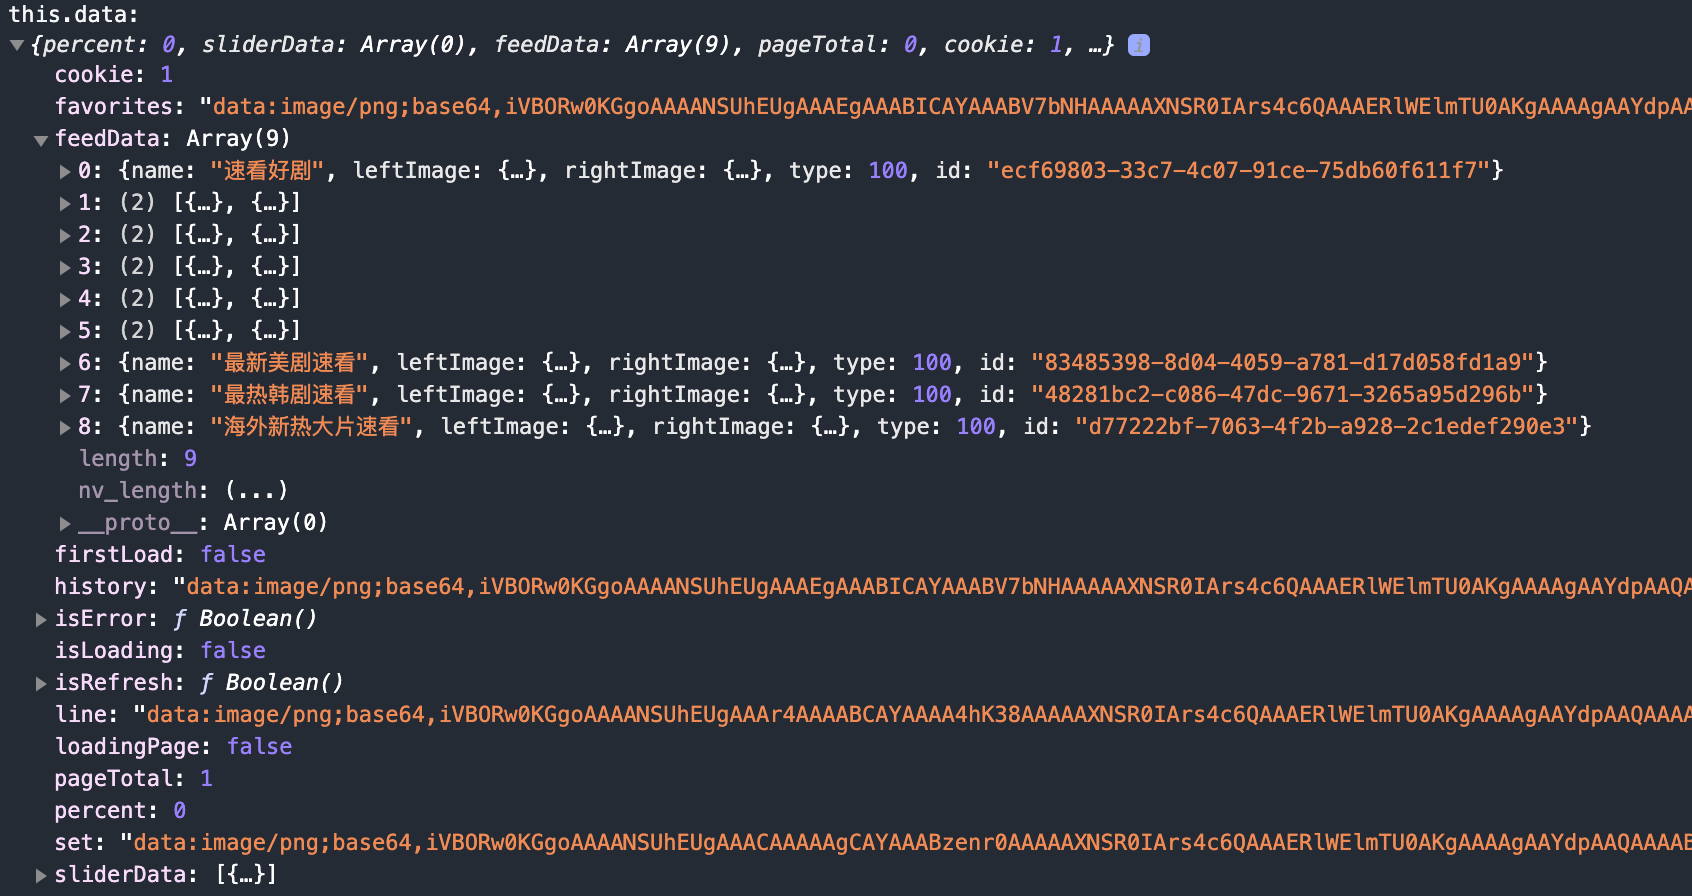 this.data:
{percent: 0, sliderData: Array(0), feedData: Array(9), pageTotal: 0, cookie: 1, …} i
cookie: 1
favorites: "data:image/png;base64,iVBORw0KGgoAAAANSUhEUgAAAEgAAABICAYAAABV7bNHAAAAAXNSR0IArs4c6QAAAERlWElmTU0AKgAAAAgAAYdpAA
feedData: Array(9)
0: {name: "速看好剧", leftImage: {…}, rightImage: {…}, type: 100, id: "ecf69803-33c7-4c07-91ce-75db60f611f7"}
1: (2) [{…}, {…}]
2: (2) [{…}, {…}]
3: (2) [{…}, {…}]
4: (2) [{…}, {…}]
5: (2) [{…}, {…}]
6: {name: "最新美剧速看", leftImage: {…}, rightImage: {…}, type: 100, id: "83485398-8d04-4059-a781-d17d058fd1a9"}
7: {name: "最热韩剧速看", leftImage: {…}, rightImage: {…}, type: 100, id: "48281bc2-c086-47dc-9671-3265a95d296b"}
8: {name: "海外新热大片速看", leftImage: {…}, rightImage: {…}, type: 100, id: "d77222bf-7063-4f2b-a928-2c1edef290e3"}
length: 9
nv_length: (...)
__proto__: Array(0)
firstLoad: false
history: "data:image/png;base64,iVBORw0KGgoAAAANSUhEUgAAAEgAAABICAYAAABV7bNHAAAAAXNSR0IArs4c6QAAAERlWElmTU0AKgAAAAgAAYdpAAQA
isError: ƒ Boolean()
isLoading: false
isRefresh: ƒ Boolean()
line: "data:image/png;base64,iVBORw0KGgoAAAANSUhEUgAAAr4AAAABCAYAAAA4hK38AAAAAXNSR0IArs4c6QAAAERlWElmTU0AKgAAAAgAAYdpAAQAAAA
loadingPage: false
pageTotal: 1
percent: 0
set: "data:image/png;base64,iVBORw0KGgoAAAANSUhEUgAAACAAAAAgCAYAAABzenr0AAAAAXNSR0IArs4c6QAAAERlWElmTU0AKgAAAAgAAYdpAAQAAAAB
sliderData: [{…}]